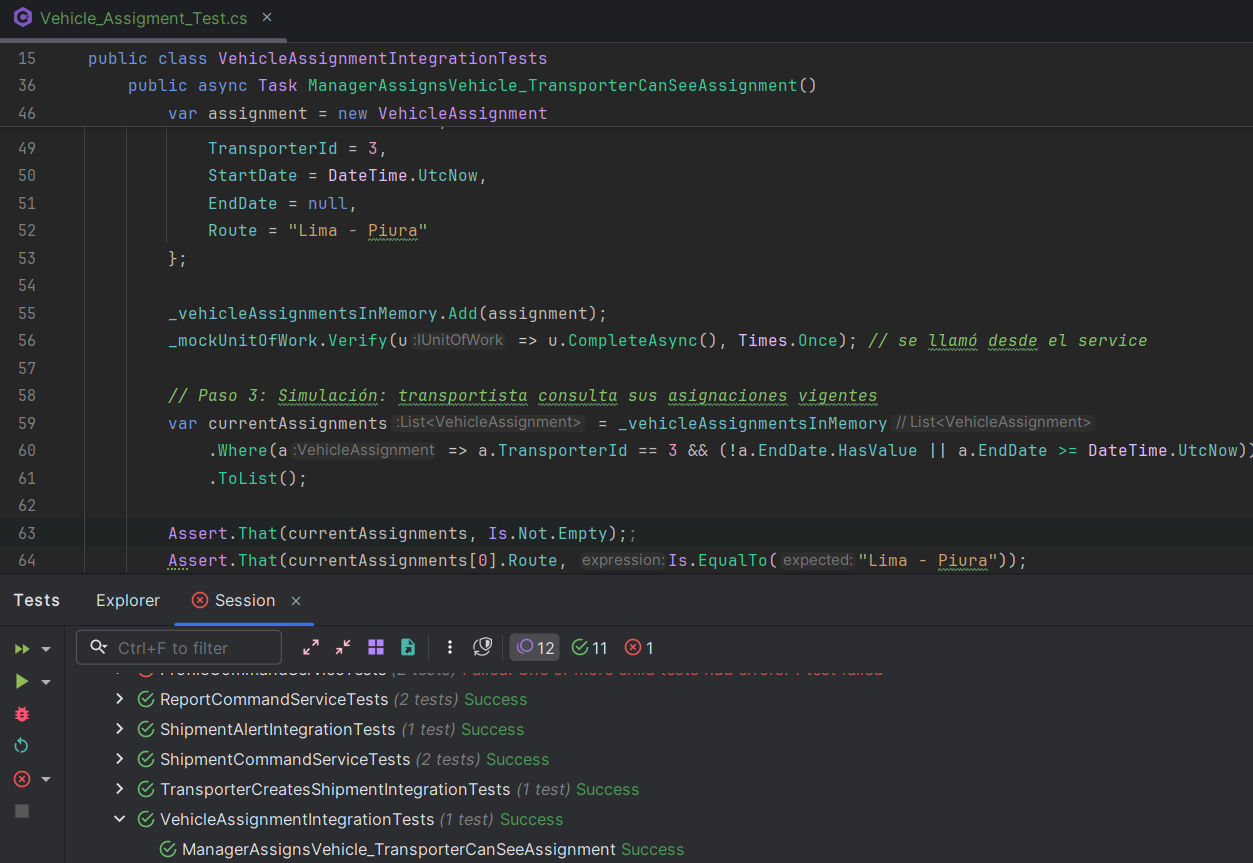 Vehicle_Assigment_Test.cs ×
15 public class VehicleAssignmentIntegrationTests
36 public async Task ManagerAssignsVehicle_TransporterCanSeeAssignment()
46 var assignment = new VehicleAssignment
49 TransporterId = 3,
50 StartDate = DateTime.UtcNow,
51 EndDate = null,
52 Route = "Lima - Piura"
53 };
54
55 _vehicleAssignmentsInMemory.Add(assignment);
56 _mockUnitOfWork.Verify(u :IUnitOfWork => u.CompleteAsync(), Times.Once); // se llamó desde el service
57
58 // Paso 3: Simulación: transportista consulta sus asignaciones vigentes
59 var currentAssignments :List<VehicleAssignment> = _vehicleAssignmentsInMemory // List<VehicleAssignment>
60 .Where(a :VehicleAssignment => a.TransporterId == 3 && (!a.EndDate.HasValue || a.EndDate >= DateTime.UtcNow))
61 .ToList();
62
63 Assert.That(currentAssignments, Is.Not.Empty);;
64 Assert.That(currentAssignments[0].Route, expression: Is.EqualTo( expected: "Lima - Piura"));
Tests Explorer Session ×
Ctrl+F to filter 12 11 1
ProfileCommandServiceTests (2 tests) Failed: One or more child tests had errors: 1 test failed
ReportCommandServiceTests (2 tests) Success
ShipmentAlertIntegrationTests (1 test) Success
ShipmentCommandServiceTests (2 tests) Success
TransporterCreatesShipmentIntegrationTests (1 test) Success
VehicleAssignmentIntegrationTests (1 test) Success
ManagerAssignsVehicle_TransporterCanSeeAssignment Success